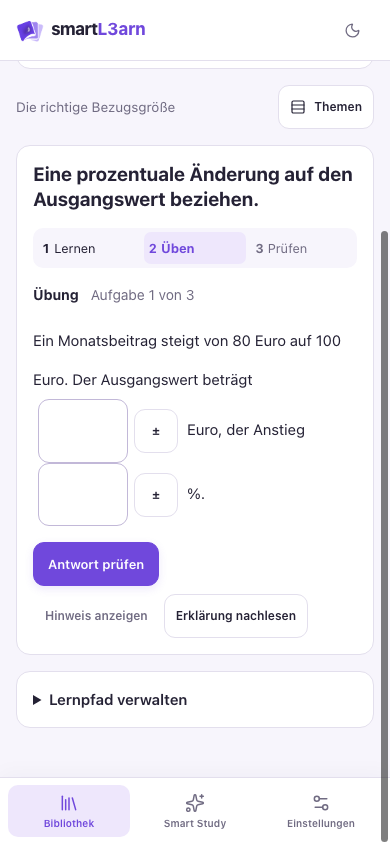 smartL3arn
Die richtige Bezugsgröße
Themen
Eine prozentuale Änderung auf den
Ausgangswert beziehen.
1 Lernen
2 Üben
3 Prüfen
Übung Aufgabe 1 von 3
Ein Monatsbeitrag steigt von 80 Euro auf 100
Euro. Der Ausgangswert beträgt
± Euro, der Anstieg
± %.
Antwort prüfen
Hinweis anzeigen
Erklärung nachlesen
Lernpfad verwalten
Bibliothek
Smart Study
Einstellungen